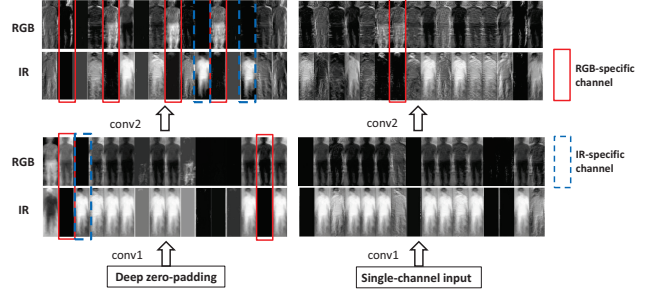 RGB
IR
RGB-specific
channel
conv2
conv2
RGB
IR-specific
channel
IR
conv1
conv1
Deep zero-padding
Single-channel input